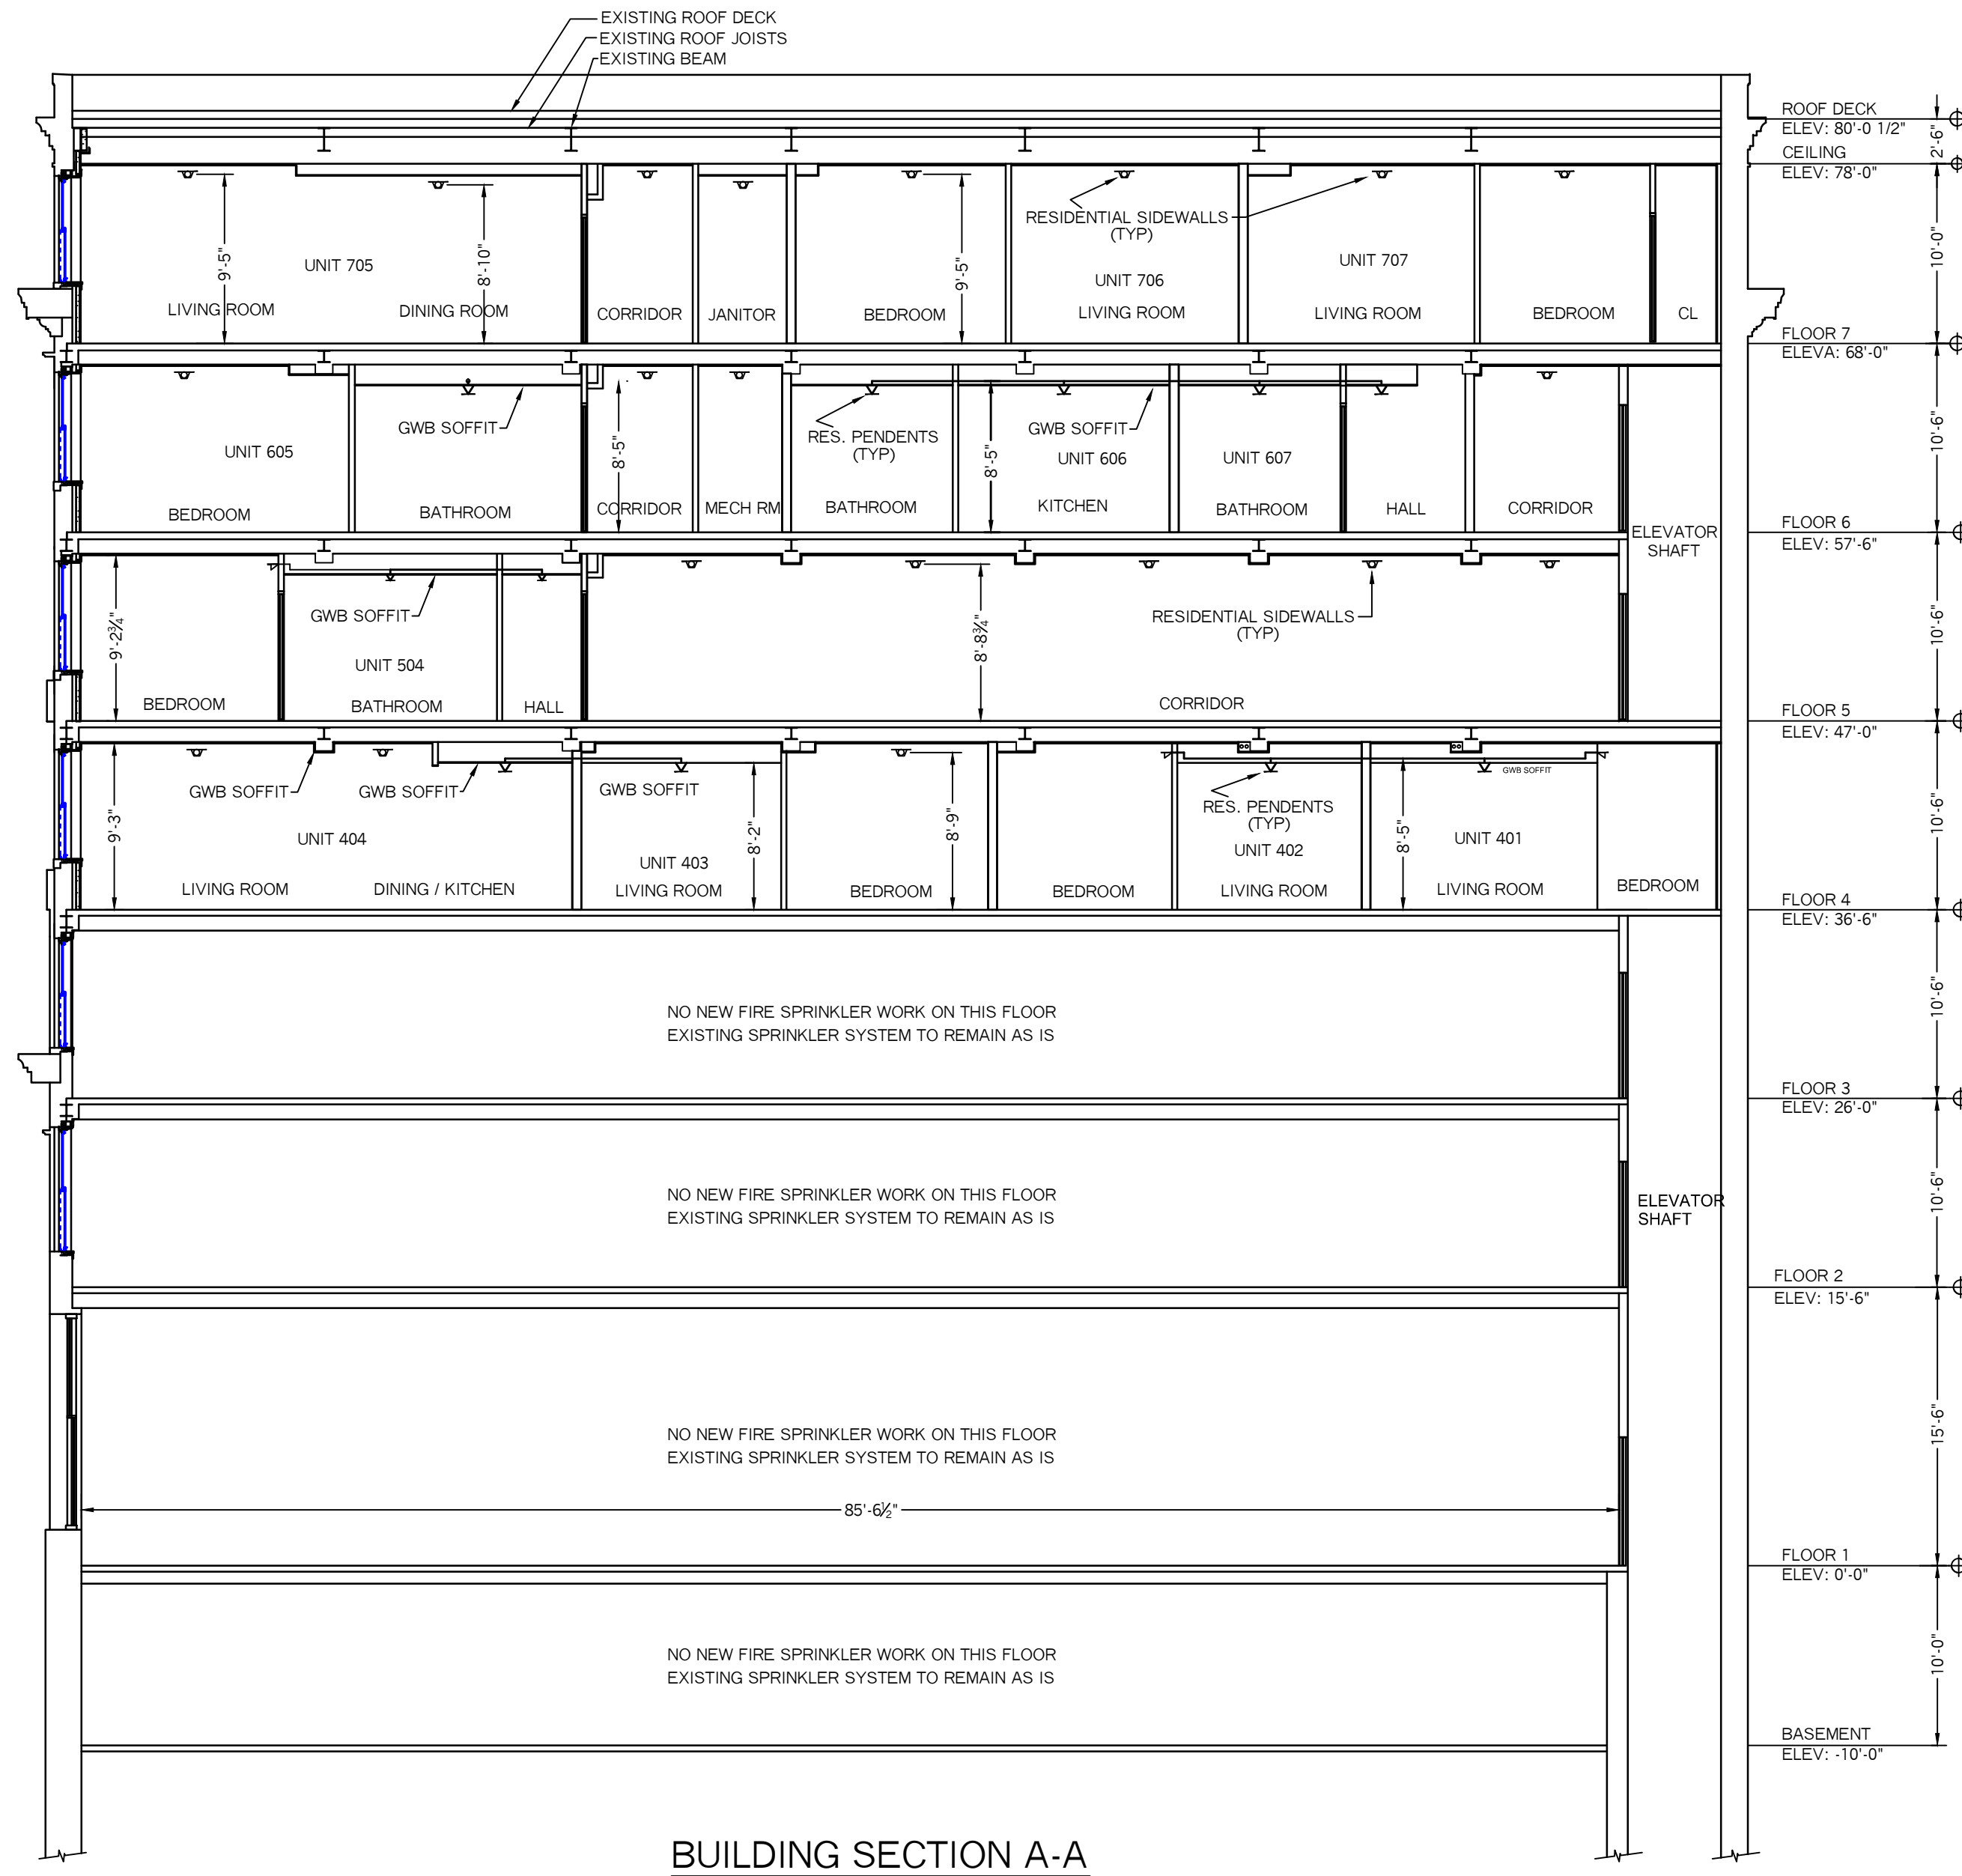 EXISTING ROOF DECK
EXISTING ROOF JOISTS
EXISTING BEAM
ROOF DECK
ELEV: 80'-0 1/2"
2'-6"
CEILING
ELEV: 78'-0"
RESIDENTIAL SIDEWALLS
(TYP)
9'-5"
8'-10"
9'-5"
10'-0"
UNIT 705
UNIT 706
UNIT 707
LIVING ROOM
DINING ROOM
CORRIDOR
JANITOR
BEDROOM
LIVING ROOM
LIVING ROOM
BEDROOM
CL
FLOOR 7
ELEVA: 68'-0"
GWB SOFFIT
RES. PENDENTS
(TYP)
GWB SOFFIT
UNIT 605
8'-5"
8'-5"
UNIT 606
UNIT 607
10'-6"
BEDROOM
BATHROOM
CORRIDOR
MECH RM
BATHROOM
KITCHEN
BATHROOM
HALL
CORRIDOR
FLOOR 6
ELEV: 57'-6"
ELEVATOR
SHAFT
GWB SOFFIT
RESIDENTIAL SIDEWALLS
(TYP)
9'-2¾"
8'-8¾"
10'-6"
UNIT 504
BEDROOM
BATHROOM
HALL
CORRIDOR
FLOOR 5
ELEV: 47'-0"
GWB SOFFIT
GWB SOFFIT
GWB SOFFIT
RES. PENDENTS
(TYP)
GWB SOFFIT
9'-3"
8'-2"
8'-9"
8'-5"
10'-6"
UNIT 404
UNIT 403
UNIT 402
UNIT 401
LIVING ROOM
DINING / KITCHEN
LIVING ROOM
BEDROOM
BEDROOM
LIVING ROOM
LIVING ROOM
BEDROOM
FLOOR 4
ELEV: 36'-6"
NO NEW FIRE SPRINKLER WORK ON THIS FLOOR
EXISTING SPRINKLER SYSTEM TO REMAIN AS IS
10'-6"
FLOOR 3
ELEV: 26'-0"
NO NEW FIRE SPRINKLER WORK ON THIS FLOOR
EXISTING SPRINKLER SYSTEM TO REMAIN AS IS
ELEVATOR
SHAFT
10'-6"
FLOOR 2
ELEV: 15'-6"
NO NEW FIRE SPRINKLER WORK ON THIS FLOOR
EXISTING SPRINKLER SYSTEM TO REMAIN AS IS
15'-6"
85'-6½"
FLOOR 1
ELEV: 0'-0"
NO NEW FIRE SPRINKLER WORK ON THIS FLOOR
EXISTING SPRINKLER SYSTEM TO REMAIN AS IS
10'-0"
BASEMENT
ELEV: -10'-0"
BUILDING SECTION A-A